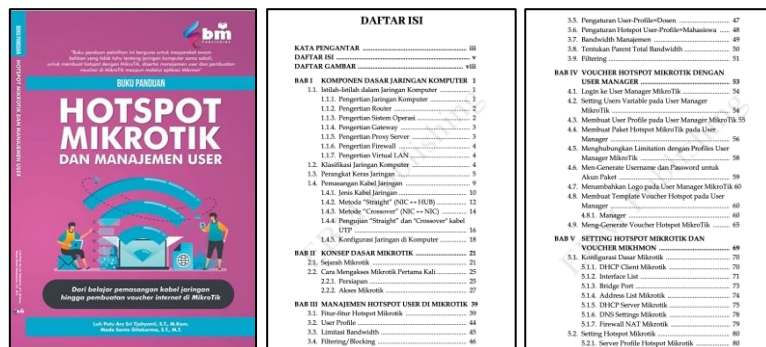 BUKU PANDUAN
HOTSPOT MIKROTIK DAN MANAJEMEN USER
bm
"Buku panduan pelatihan ini berguna untuk masyarakat awam
bahkan yang tidak tahu tentang jaringan komputer sama sekali,
untuk membuat hotspot dengan MikroTik, disertai manajemen user dan pembuatan
voucher di MikroTik maupun melalui aplikasi Mikmon"
BUKU PANDUAN
HOTSPOT
MIKROTIK
DAN MANAJEMEN USER
Dari belajar pemasangan kabel jaringan
hingga pembuatan voucher internet di MikroTik
Luh Putu Ary Sri Tjahyanti, S.T., M.Kom.
Made Santo Gitakarma, S.T., M.T.
DAFTAR ISI
KATA PENGANTAR iii
DAFTAR ISI v
DAFTAR GAMBAR viii
BAB I KOMPONEN DASAR JARINGAN KOMPUTER 1
1.1. Istilah-Istilah dalam Jaringan Komputer 1
1.1.1. Pengertian Jaringan Komputer 1
1.1.2. Pengertian Router 2
1.1.3. Pengertian Sistem Operasi 2
1.1.4. Pengertian Gateway 3
1.1.5. Pengertian Proxy Server 3
1.1.6. Pengertian Firewall 4
1.1.7. Pengertian Virtual LAN 4
1.2. Klasifikasi Jaringan Komputer 4
1.3. Perangkat Keras Jaringan 5
1.4. Pemasangan Kabel Jaringan 9
1.4.1. Jenis Kabel Jaringan 10
1.4.2. Metoda "Straight" (NIC ↔ HUB) 12
1.4.3. Metode "Crossover" (NIC ↔ NIC) 14
1.4.4. Pengujian "Straight" dan "Crossover" kabel
UTP 16
1.4.5. Konfigurasi Jaringan di Komputer 18
BAB II KONSEP DASAR MIKROTIK 21
2.1. Sejarah Mikrotik 21
2.2. Cara Mengakses Mikrotik Pertama Kali 25
2.2.1. Persiapan 25
2.2.2. Akses Mikrotik 27
BAB III MANAJEMEN HOTSPOT USER DI MIKROTIK 39
3.1. Fitur-fitur Hotspot Mikrotik 39
3.2. User Profile 44
3.3. Limitasi Bandwidth 45
3.4. Filtering/Blocking 46
3.5. Pengaturan User-Profile=Dosen 47
3.6. Pengaturan Hotspot User-Profile=Mahasiswa 48
3.7. Bandwidth Manajemen 49
3.8. Tentukan Parent Total Bandwidth 50
3.9. Filtering 51
BAB IV VOUCHER HOTSPOT MIKROTIK DENGAN
USER MANAGER 53
4.1. Login ke User Manager MikroTik 54
4.2. Setting Users Variable pada User Manager
MikroTik 54
4.3. Membuat User Profile pada User Manager MikroTik 55
4.4. Membuat Paket Hotspot MikroTik pada User
Manager 56
4.5. Menghubungkan Limitation dengan Profiles User
Manager MikroTik 58
4.6. Men-Generate Username dan Password untuk
Akun Paket 59
4.7. Menambahkan Logo pada User Manager MikroTik 60
4.8. Membuat Template Voucher Hotspot pada User
Manager 60
4.8.1. Manager 60
4.9. Meng-Generate Voucher Hotspot MikroTik 65
BAB V SETTING HOTSPOT MIKROTIK DAN
VOUCHER MIKHMON 69
5.1. Konfigurasi Dasar Mikrotik 70
5.1.1. DHCP Client Mikrotik 70
5.1.2. Interface List 71
5.1.3. Bridge Port 73
5.1.4. Address List Mikrotik 74
5.1.5. DHCP Server Mikrotik 75
5.1.6. DNS Settings Mikrotik 78
5.1.7. Firewall NAT Mikrotik 79
5.2. Setting Hotspot Mikrotik 80
5.2.1. Server Profile Hotspot Mikrotik 80